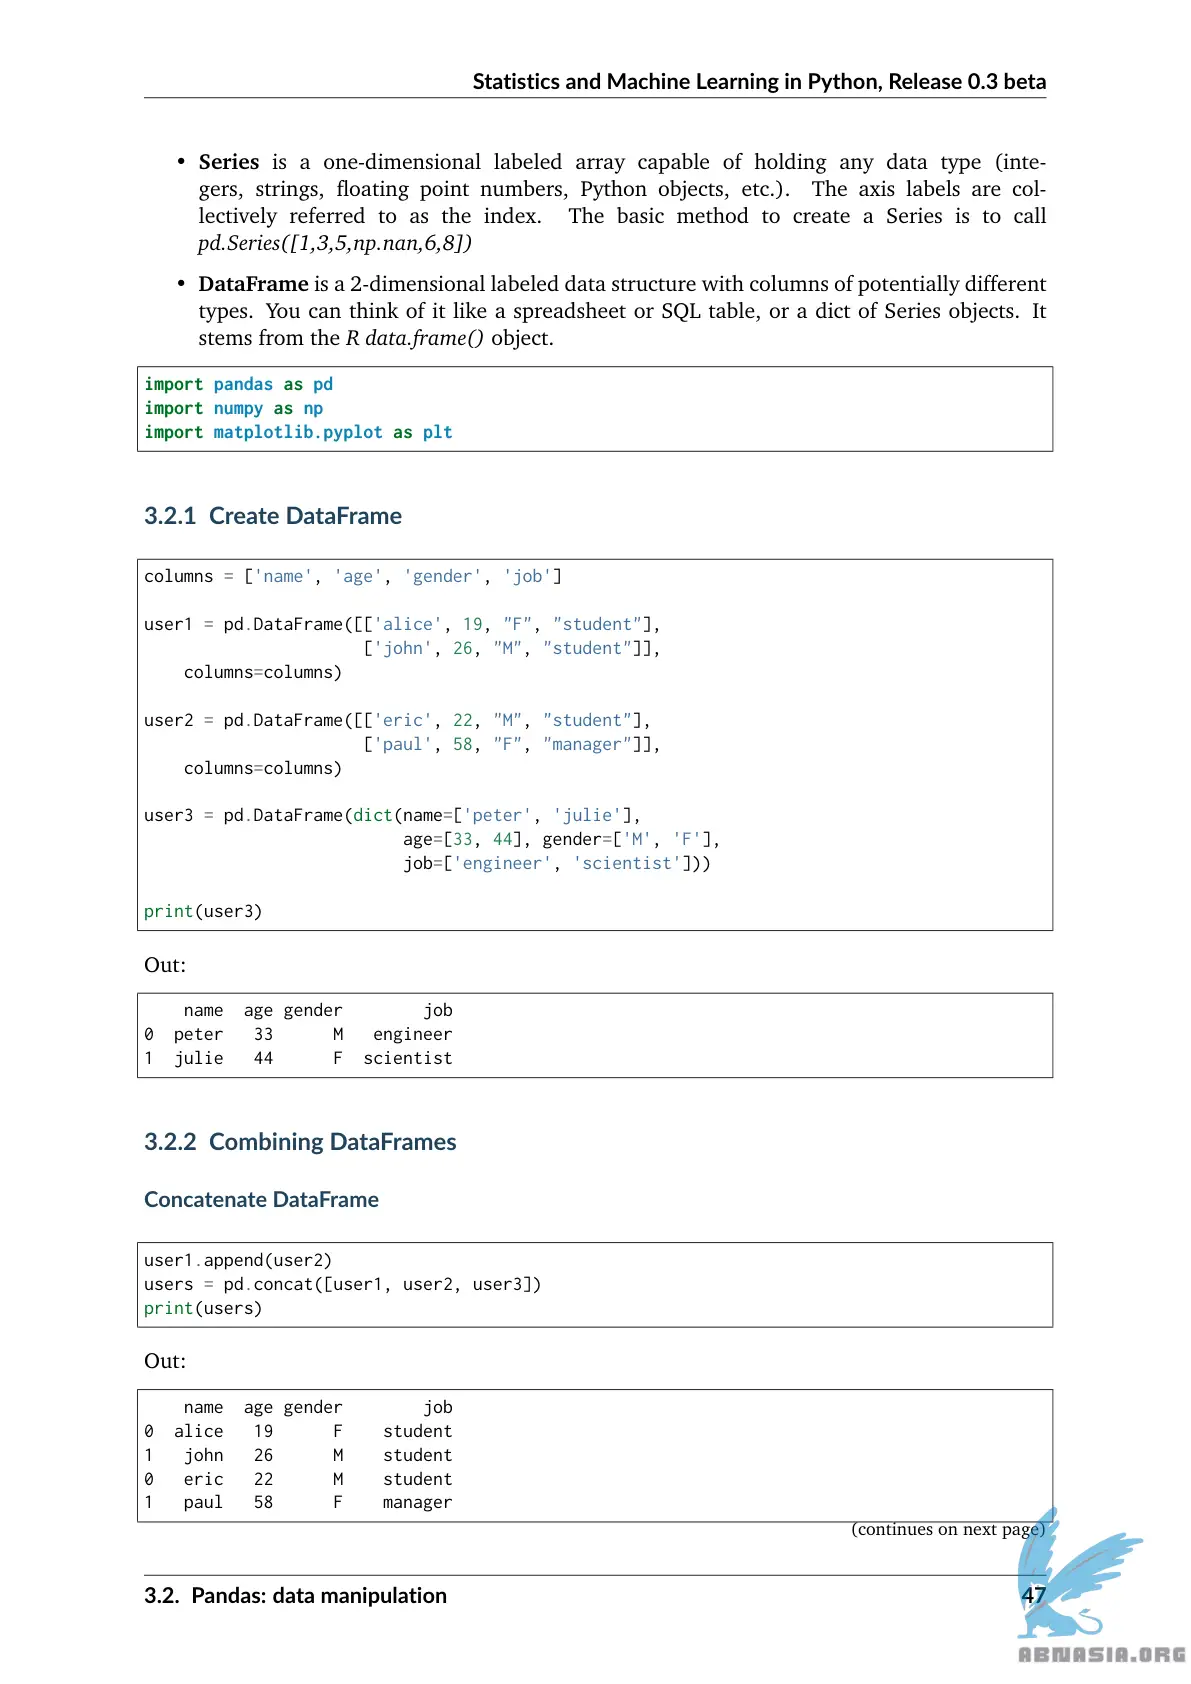 Statistics and Machine Learning in Python, Release 0.3 beta
• Series is a one-dimensional labeled array capable of holding any data type (inte-
gers, strings, floating point numbers, Python objects, etc.). The axis labels are col-
lectively referred to as the index. The basic method to create a Series is to call
pd.Series([1,3,5,np.nan,6,8])
• DataFrame is a 2-dimensional labeled data structure with columns of potentially different
types. You can think of it like a spreadsheet or SQL table, or a dict of Series objects. It
stems from the R data.frame() object.
import pandas as pd
import numpy as np
import matplotlib.pyplot as plt
3.2.1 Create DataFrame
columns = ['name', 'age', 'gender', 'job']
user1 = pd.DataFrame([['alice', 19, "F", "student"],
                      ['john', 26, "M", "student"]],
    columns=columns)
user2 = pd.DataFrame([['eric', 22, "M", "student"],
                      ['paul', 58, "F", "manager"]],
    columns=columns)
user3 = pd.DataFrame(dict(name=['peter', 'julie'],
                          age=[33, 44], gender=['M', 'F'],
                          job=['engineer', 'scientist']))
print(user3)
Out:
    name  age gender        job
0  peter   33      M   engineer
1  julie   44      F  scientist
3.2.2 Combining DataFrames
Concatenate DataFrame
user1.append(user2)
users = pd.concat([user1, user2, user3])
print(users)
Out:
    name  age gender        job
0  alice   19      F    student
1   john   26      M    student
0   eric   22      M    student
1   paul   58      F    manager
(continues on next page)
3.2. Pandas: data manipulation 47
ABNASIA.ORG